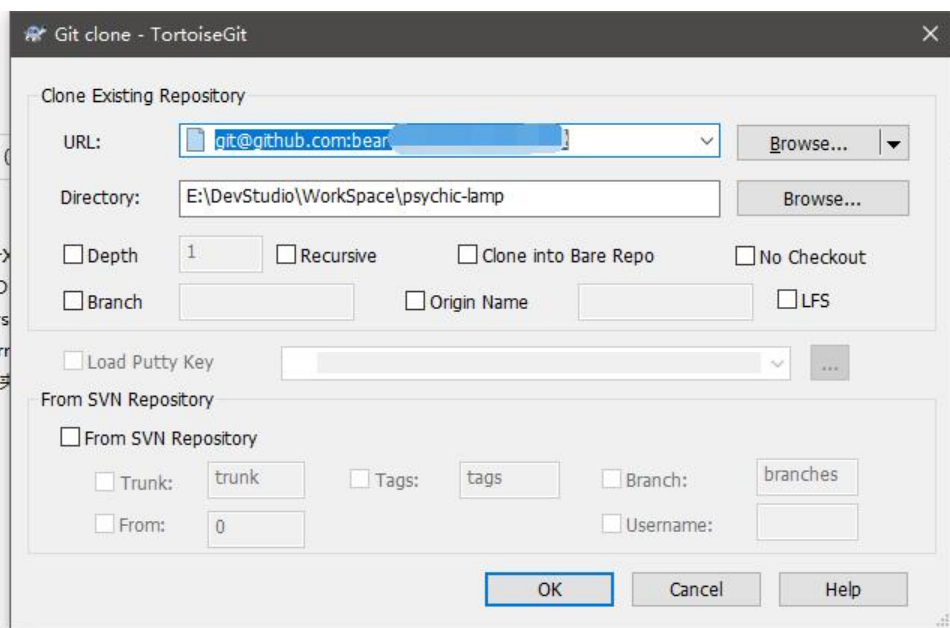 Git clone - TortoiseGit
Clone Existing Repository
URL: git@github.com:bear Browse...
Directory: E:\DevStudio\WorkSpace\psychic-lamp Browse...
Depth 1 Recursive Clone into Bare Repo No Checkout
Branch Origin Name LFS
Load Putty Key ...
From SVN Repository
From SVN Repository
Trunk: trunk Tags: tags Branch: branches
From: 0 Username:
OK Cancel Help